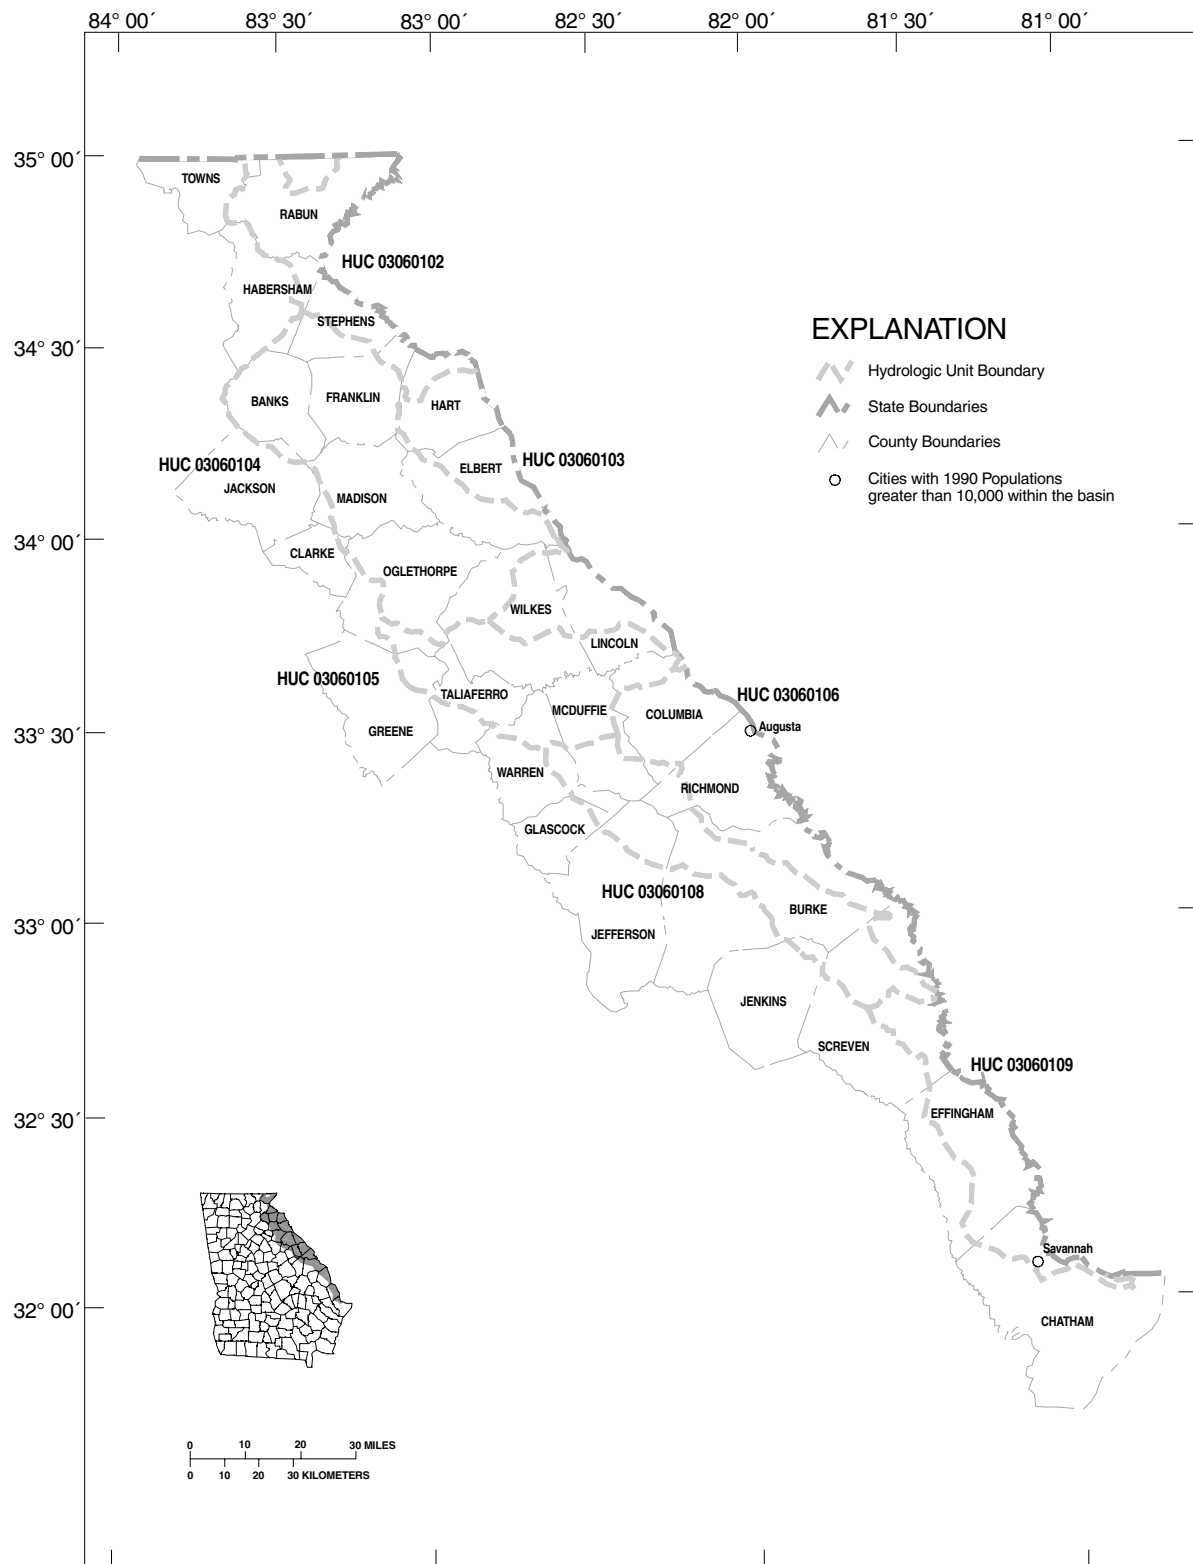 84° 00´ 83° 30´ 83° 00´ 82° 30´ 82° 00´ 81° 30´ 81° 00´
35° 00´
TOWNS
RABUN
HUC 03060102
HABERSHAM
STEPHENS
EXPLANATION
34° 30´
Hydrologic Unit Boundary
State Boundaries
County Boundaries
Cities with 1990 Populations
greater than 10,000 within the basin
BANKS
FRANKLIN
HART
HUC 03060104
ELBERT
HUC 03060103
JACKSON
MADISON
34° 00´
CLARKE
OGLETHORPE
WILKES
LINCOLN
HUC 03060105
TALIAFERRO
HUC 03060106
MCDUFFIE
COLUMBIA
Augusta
33° 30´
GREENE
WARREN
RICHMOND
GLASCOCK
HUC 03060108
BURKE
33° 00´
JEFFERSON
JENKINS
SCREVEN
HUC 03060109
32° 30´
EFFINGHAM
Savannah
32° 00´
CHATHAM
0 10 20 30 MILES
0 10 20 30 KILOMETERS